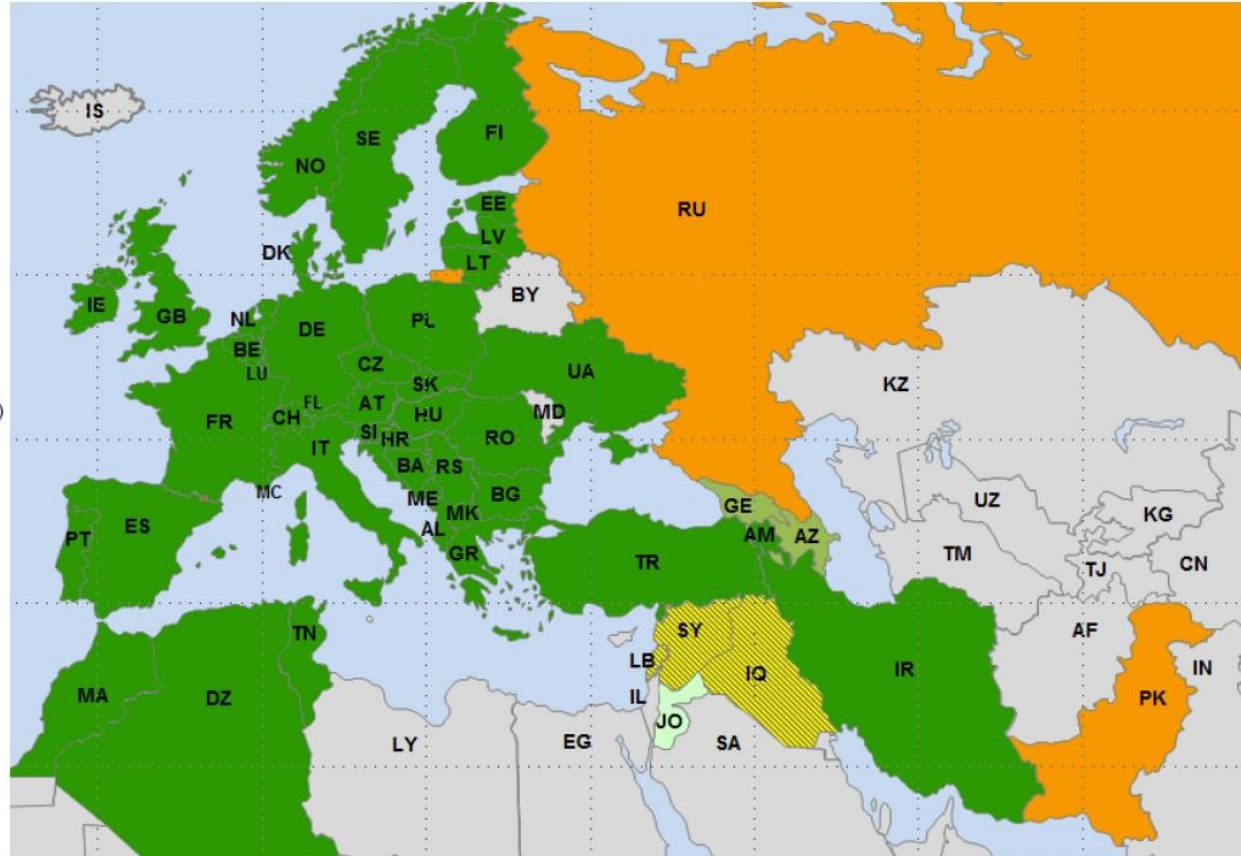 IS
SE
FI
NO
RU
EE
LV
DK
LT
IE
GB
NL
DE
PL
BY
BE
LU
CZ
SK
UA
KZ
FR
CH
FL
AT
HU
MD
SI
HR
RO
IT
BA
RS
MC
ME
BG
MK
AL
GR
PT
ES
GE
AM
AZ
UZ
KG
TM
TJ
CN
TR
TN
SY
AF
MA
DZ
LB
IQ
IR
IN
IL
JO
PK
LY
EG
SA
)